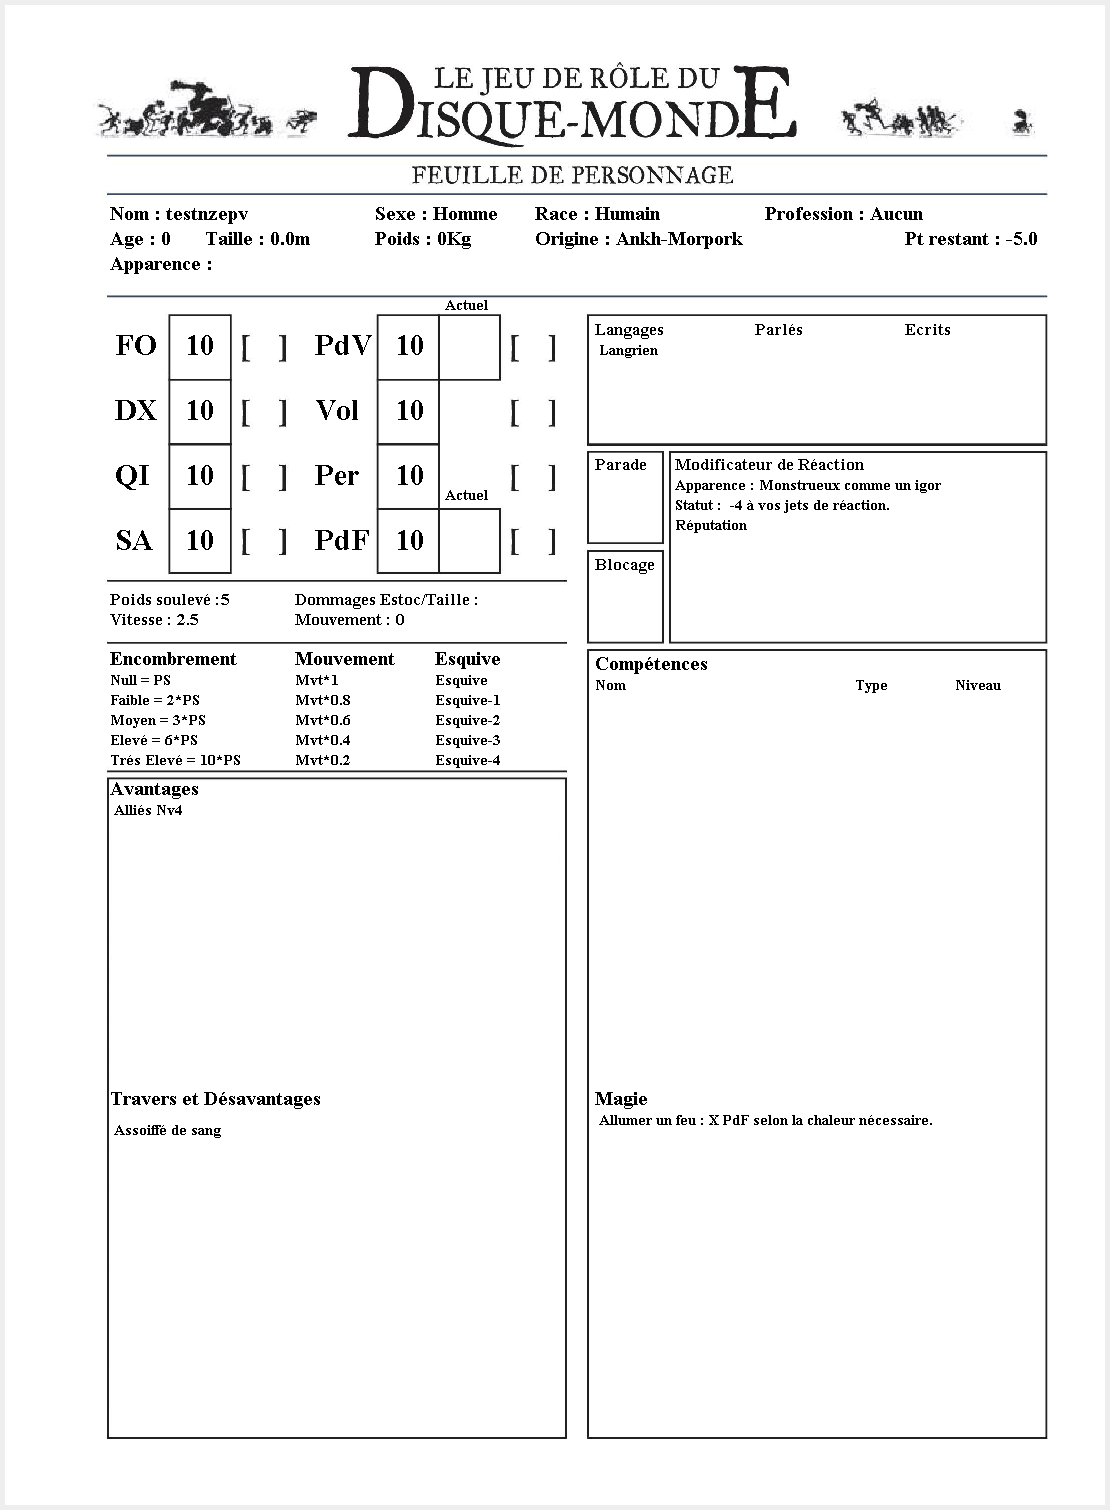 LE JEU DE RÔLE DU
DISQUE-MONDE
FEUILLE DE PERSONNAGE
Nom : testnzepv Sexe : Homme Race : Humain Profession : Aucun
Age : 0 Taille : 0.0m Poids : 0Kg Origine : Ankh-Morpork Pt restant : -5.0
Apparence :
Actuel
FO 10 [ ] PdV 10 [ ]
DX 10 [ ] Vol 10 [ ]
QI 10 [ ] Per 10 [ ]
Actuel
SA 10 [ ] PdF 10 [ ]
Langages Parlés Ecrits
Langrien
Parade
Blocage
Modificateur de Réaction
Apparence : Monstrueux comme un igor
Statut : -4 à vos jets de réaction.
Réputation
Poids soulevé :5 Dommages Estoc/Taille :
Vitesse : 2.5 Mouvement : 0
Encombrement Mouvement Esquive
Null = PS Mvt*1 Esquive
Faible = 2*PS Mvt*0.8 Esquive-1
Moyen = 3*PS Mvt*0.6 Esquive-2
Elevé = 6*PS Mvt*0.4 Esquive-3
Trés Elevé = 10*PS Mvt*0.2 Esquive-4
Compétences
Nom Type Niveau
Avantages
Alliés Nv4
Travers et Désavantages
Assoiffé de sang
Magie
Allumer un feu : X PdF selon la chaleur nécessaire.